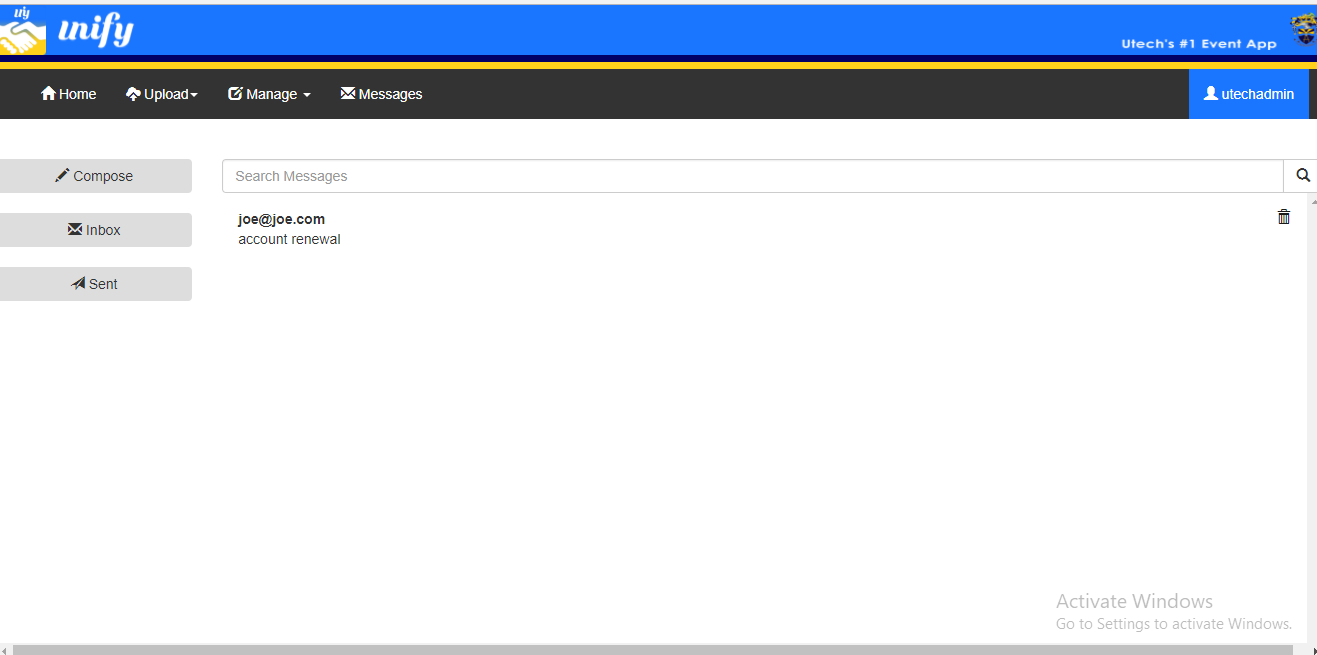 uiy
unify
Utech's #1 Event App
Home Upload Manage Messages utechadmin
Compose
Search Messages
joe@joe.com
Inbox
account renewal
Sent
Activate Windows
Go to Settings to activate Windows.